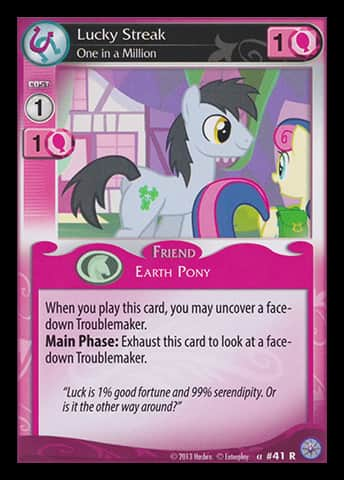 Lucky Streak
One in a Million
1
COST
1
1
6
FRIEND
EARTH PONY
When you play this card, you may uncover a face-
down Troublemaker.
Main Phase: Exhaust this card to look at a face-
down Troublemaker.
“Luck is 1% good fortune and 99% serendipity. Or
is it the other way around?”
© 2013 Hasbro. © Enterplay α #41 R